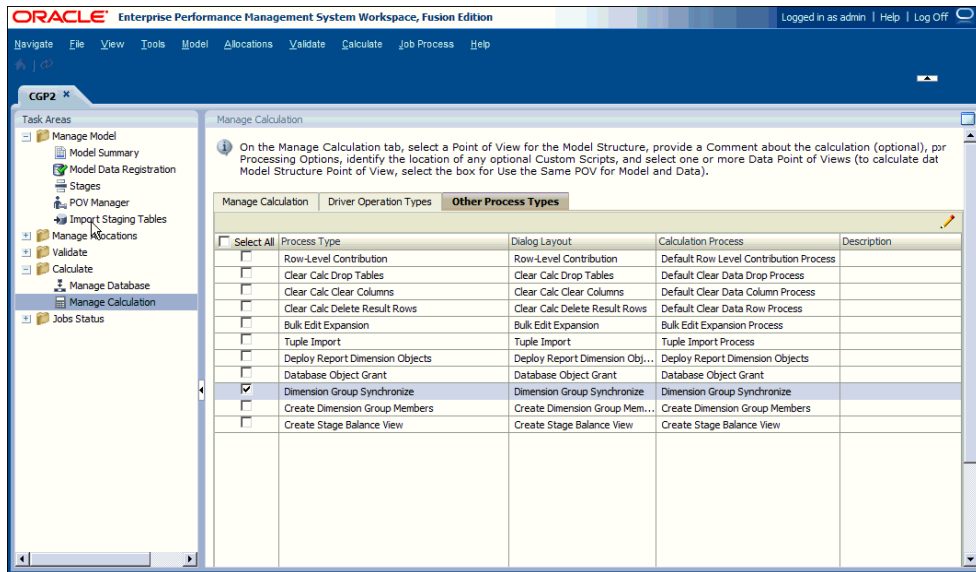 ORACLE Enterprise Performance Management System Workspace, Fusion Edition Logged in as admin | Help | Log Off
Navigate File View Tools Model Allocations Validate Calculate Job Process Help
CGP2
Task Areas
Manage Model
Model Summary
Model Data Registration
Stages
POV Manager
Import Staging Tables
Manage Allocations
Validate
Calculate
Manage Database
Manage Calculation
Jobs Status
Manage Calculation
On the Manage Calculation tab, select a Point of View for the Model Structure, provide a Comment about the calculation (optional), pr
Processing Options, identify the location of any optional Custom Scripts, and select one or more Data Point of Views (to calculate dat
Model Structure Point of View, select the box for Use the Same POV for Model and Data).
Manage Calculation Driver Operation Types Other Process Types
Select All Process Type Dialog Layout Calculation Process Description
Row-Level Contribution Row-Level Contribution Default Row Level Contribution Process
Clear Calc Drop Tables Clear Calc Drop Tables Default Clear Data Drop Process
Clear Calc Clear Columns Clear Calc Clear Columns Default Clear Data Column Process
Clear Calc Delete Result Rows Clear Calc Delete Result Rows Default Clear Data Row Process
Bulk Edit Expansion Bulk Edit Expansion Bulk Edit Expansion Process
Tuple Import Tuple Import Tuple Import Process
Deploy Report Dimension Objects Deploy Report Dimension Obj... Deploy Report Dimension Objects
Database Object Grant Database Object Grant Database Object Grant
Dimension Group Synchronize Dimension Group Synchronize Dimension Group Synchronize
Create Dimension Group Members Create Dimension Group Mem... Create Dimension Group Members
Create Stage Balance View Create Stage Balance View Create Stage Balance View